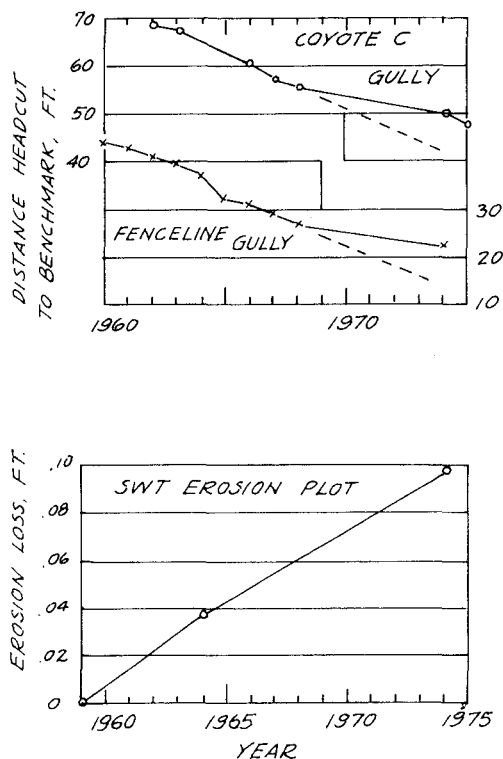 DISTANCE HEADCUT
TO BENCHMARK, FT.
70
60
50
40
30
20
10
COYOTE C
GULLY
FENCELINE GULLY
1960
1970
EROSION LOSS, FT.
.10
.08
.06
.04
.02
0
SWT EROSION PLOT
1960
1965
1970
1975
YEAR